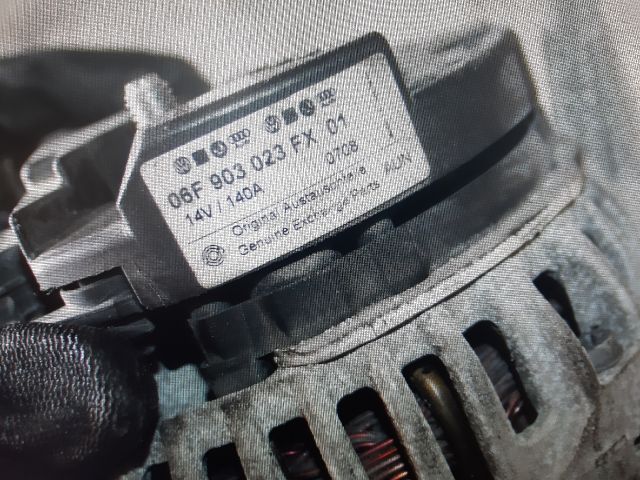 06F 903 023 FX 01
14V / 140A 0708
Original Austauschteile
Genuine Exchange Parts AUN